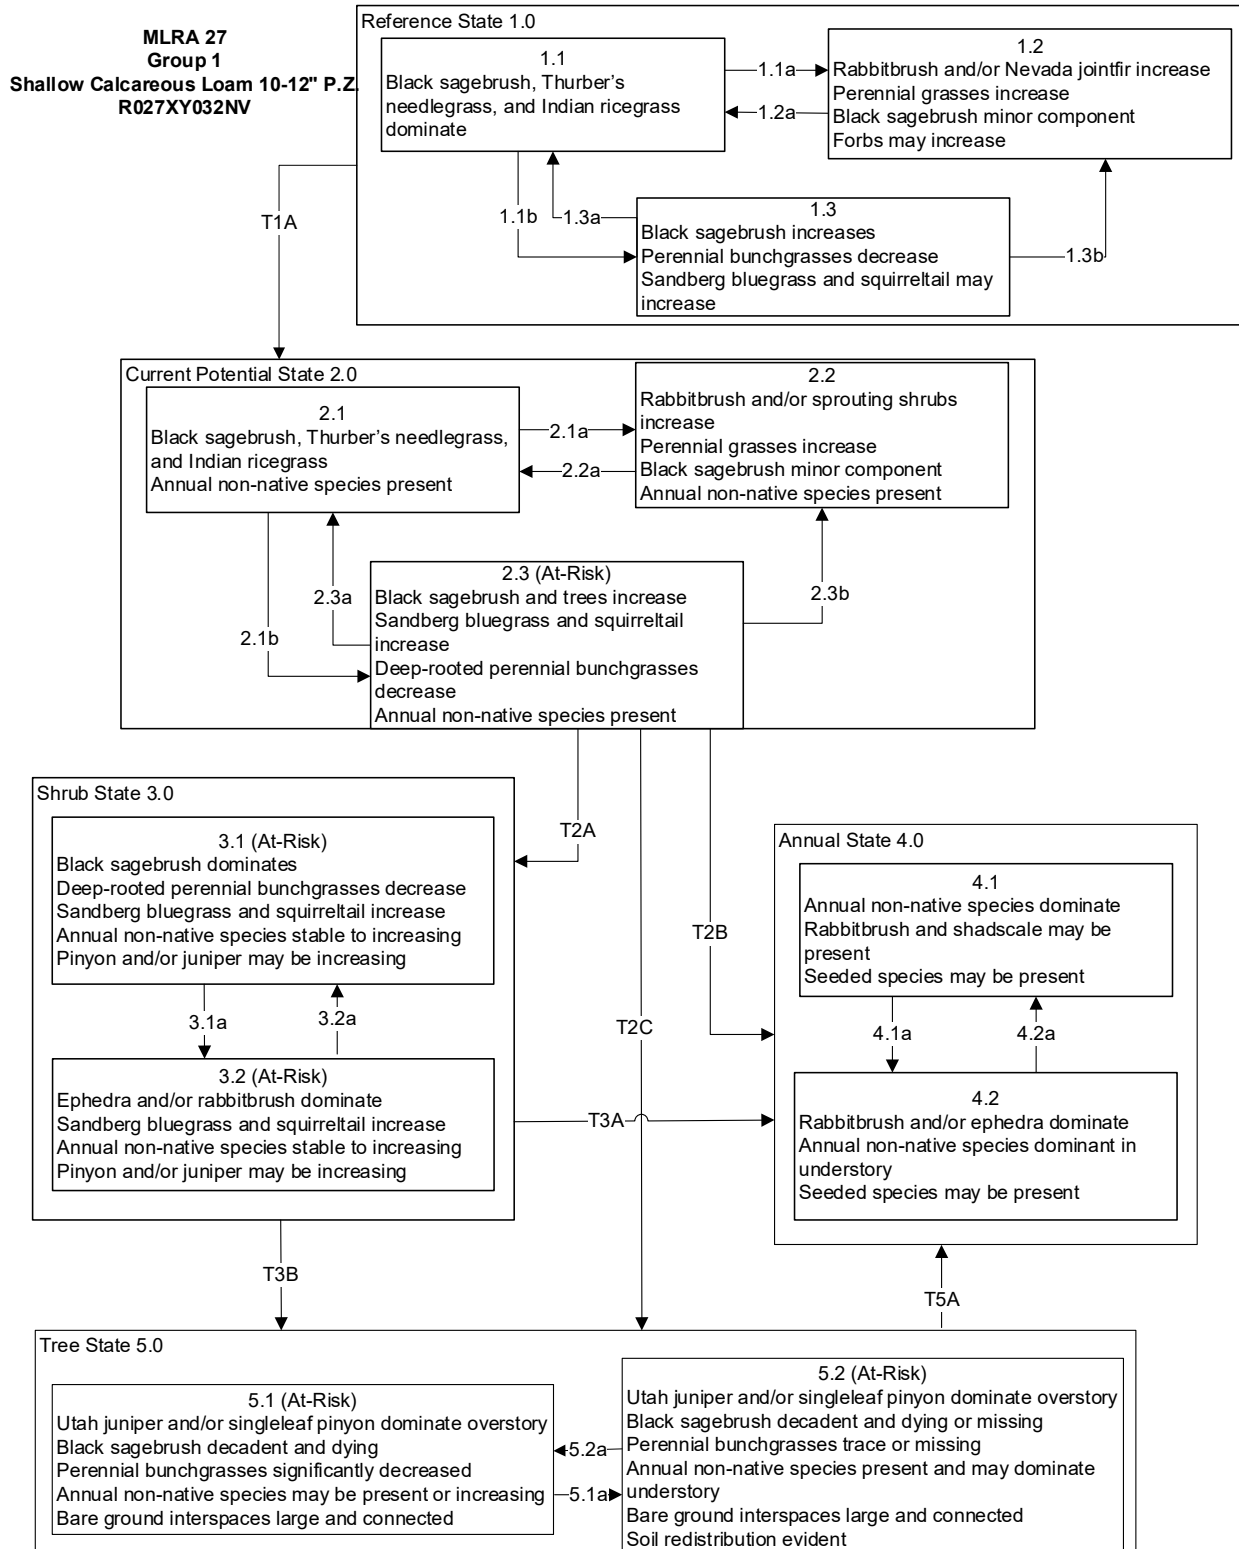 MLRA 27
Group 1
Shallow Calcareous Loam 10-12" P.Z.
R027XY032NV
Reference State 1.0
1.1
Black sagebrush, Thurber's
needlegrass, and Indian ricegrass
dominate
1.1a
1.2a
1.2
Rabbitbrush and/or Nevada jointfir increase
Perennial grasses increase
Black sagebrush minor component
Forbs may increase
1.1b
1.3a
1.3
Black sagebrush increases
Perennial bunchgrasses decrease
Sandberg bluegrass and squirreltail may
increase
1.3b
T1A
Current Potential State 2.0
2.1
Black sagebrush, Thurber's needlegrass,
and Indian ricegrass
Annual non-native species present
2.1a
2.2a
2.2
Rabbitbrush and/or sprouting shrubs
increase
Perennial grasses increase
Black sagebrush minor component
Annual non-native species present
2.1b
2.3a
2.3 (At-Risk)
Black sagebrush and trees increase
Sandberg bluegrass and squirreltail
increase
Deep-rooted perennial bunchgrasses
decrease
Annual non-native species present
2.3b
T2A
T2B
T2C
Shrub State 3.0
3.1 (At-Risk)
Black sagebrush dominates
Deep-rooted perennial bunchgrasses decrease
Sandberg bluegrass and squirreltail increase
Annual non-native species stable to increasing
Pinyon and/or juniper may be increasing
3.1a
3.2a
3.2 (At-Risk)
Ephedra and/or rabbitbrush dominate
Sandberg bluegrass and squirreltail increase
Annual non-native species stable to increasing
Pinyon and/or juniper may be increasing
T3A
T3B
Annual State 4.0
4.1
Annual non-native species dominate
Rabbitbrush and shadscale may be
present
Seeded species may be present
4.1a
4.2a
4.2
Rabbitbrush and/or ephedra dominate
Annual non-native species dominant in
understory
Seeded species may be present
T5A
Tree State 5.0
5.1 (At-Risk)
Utah juniper and/or singleleaf pinyon dominate overstory
Black sagebrush decadent and dying
Perennial bunchgrasses significantly decreased
Annual non-native species may be present or increasing
Bare ground interspaces large and connected
5.2a
5.1a
5.2 (At-Risk)
Utah juniper and/or singleleaf pinyon dominate overstory
Black sagebrush decadent and dying or missing
Perennial bunchgrasses trace or missing
Annual non-native species present and may dominate
understory
Bare ground interspaces large and connected
Soil redistribution evident